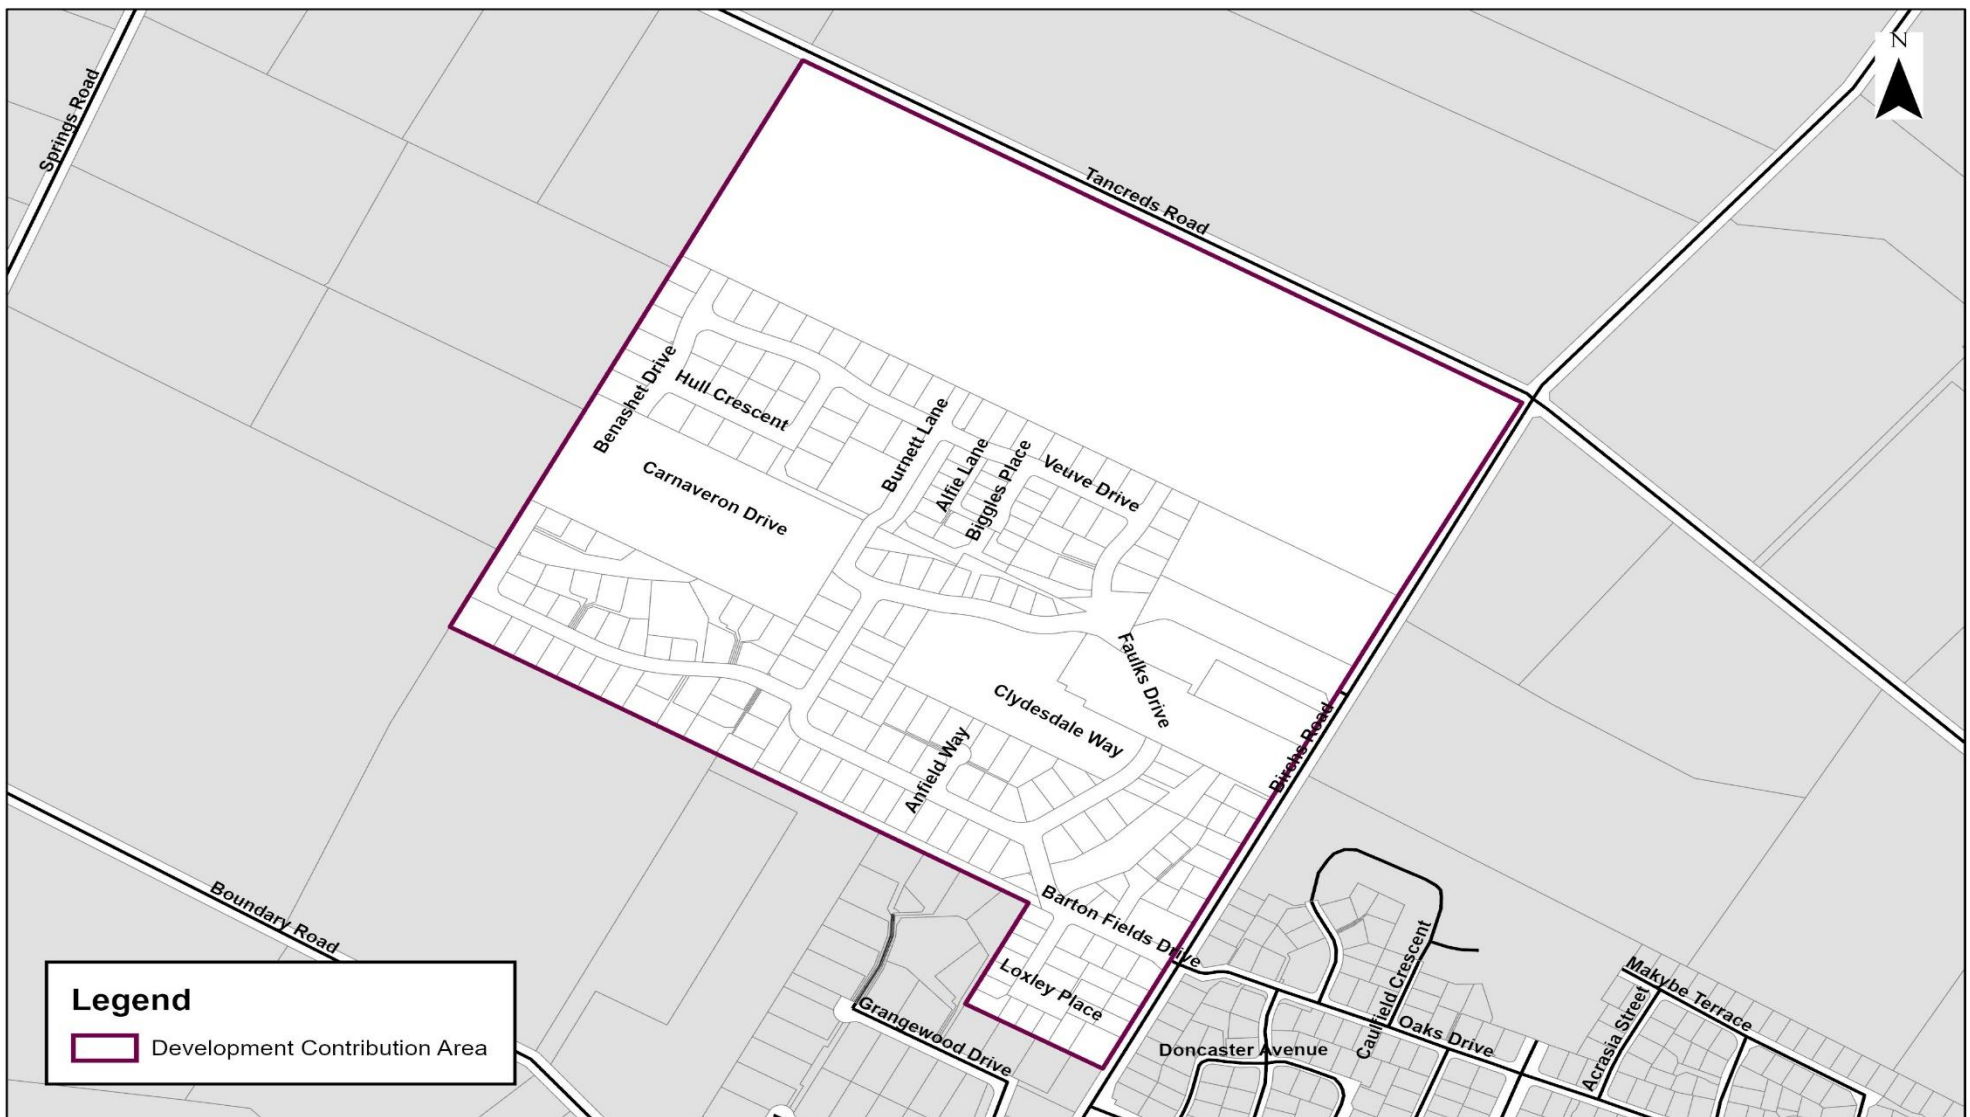 N
Springs Road
Tancreds Road
Benashet Drive
Hull Crescent
Burnett Lane
Alfie Lane
Biggles Place
Veuve Drive
Carnaveron Drive
Faulks Drive
Clydesdale Way
Birchs Road
Anfield Way
Boundary Road
Barton Fields Drive
Loxley Place
Grangewood Drive
Caulfield Crescent
Makybe Terrace
Acrasia Street
Oaks Drive
Doncaster Avenue
Legend
Development Contribution Area